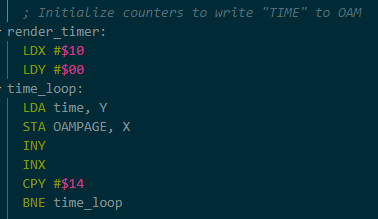 ; Initialize counters to write "TIME" to OAM
render_timer:
LDX #$10
LDY #$00
time_loop:
LDA time, Y
STA OAMPAGE, X
INY
INX
CPY #$14
BNE time_loop